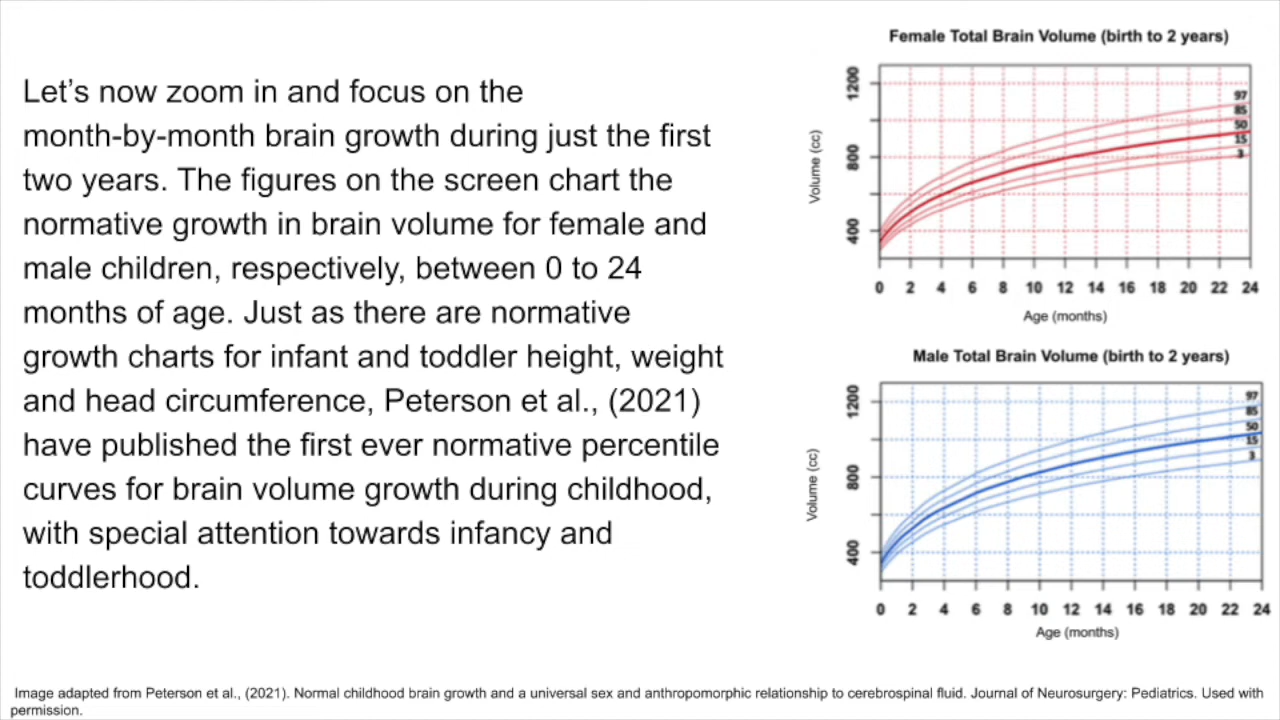 Let’s now zoom in and focus on the
month-by-month brain growth during just the first
two years. The figures on the screen chart the
normative growth in brain volume for female and
male children, respectively, between 0 to 24
months of age. Just as there are normative
growth charts for infant and toddler height, weight
and head circumference, Peterson et al., (2021)
have published the first ever normative percentile
curves for brain volume growth during childhood,
with special attention towards infancy and
toddlerhood.
Female Total Brain Volume (birth to 2 years)
Volume (cc)
1200
800
400
97
85
50
15
3
0 2 4 6 8 10 12 14 16 18 20 22 24
Age (months)
Male Total Brain Volume (birth to 2 years)
Volume (cc)
1200
800
400
97
85
50
15
3
0 2 4 6 8 10 12 14 16 18 20 22 24
Age (months)
Image adapted from Peterson et al., (2021). Normal childhood brain growth and a universal sex and anthropomorphic relationship to cerebrospinal fluid. Journal of Neurosurgery: Pediatrics. Used with
permission.